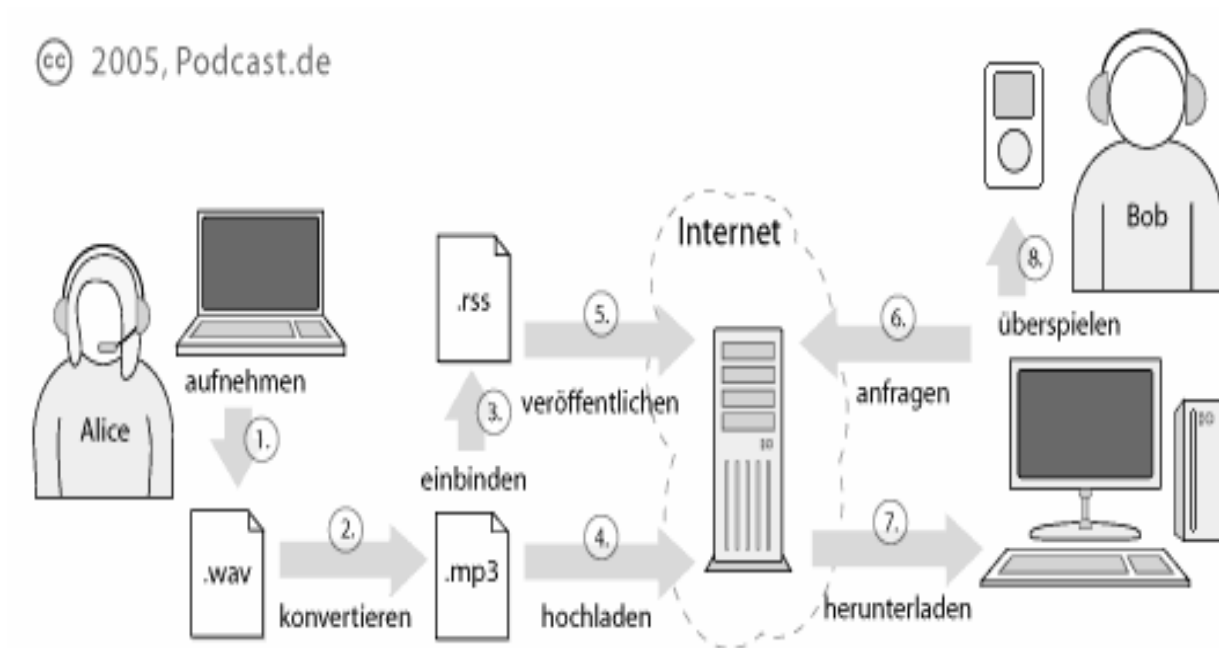 cc 2005, Podcast.de
Alice
aufnehmen
1.
.wav
2.
konvertieren
.mp3
3.
einbinden
.rss
4.
hochladen
5.
veröffentlichen
Internet
6.
anfragen
7.
herunterladen
8.
überspielen
Bob